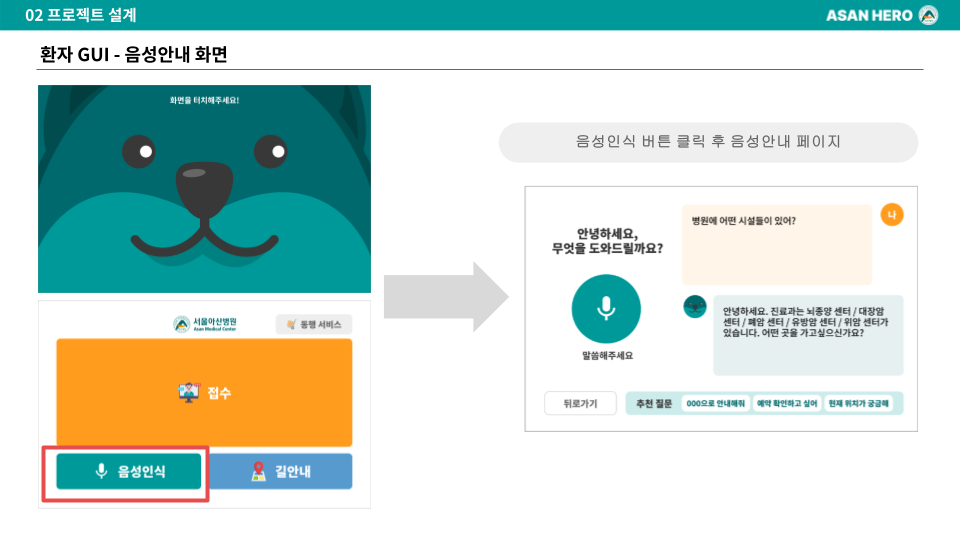 02 프로젝트 설계
ASAN HERO
환자 GUI - 음성안내 화면
화면을 터치해주세요!
서울아산병원
Asan Medical Center
동행 서비스
접수
음성인식
길안내
음성인식 버튼 클릭 후 음성안내 페이지
안녕하세요,
무엇을 도와드릴까요?
말씀해주세요
병원에 어떤 시설들이 있어?
나
안녕하세요. 진료과는 뇌종양 센터 / 대장암
센터 / 폐암 센터 / 유방암 센터 / 위암 센터가
있습니다. 어떤 곳을 가고싶으신가요?
뒤로가기
추천 질문
000으로 안내해줘
예약 확인하고 싶어
현재 위치가 궁금해